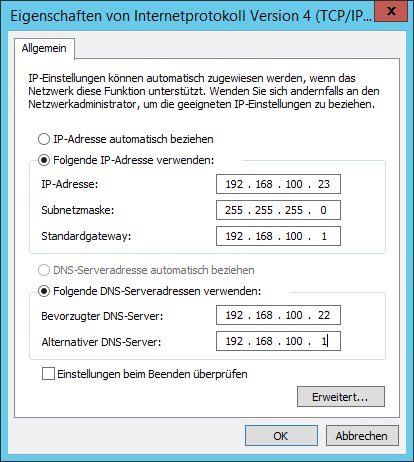 Eigenschaften von Internetprotokoll Version 4 (TCP/IP... x
Allgemein
IP-Einstellungen können automatisch zugewiesen werden, wenn das
Netzwerk diese Funktion unterstützt. Wenden Sie sich andernfalls an den
Netzwerkadministrator, um die geeigneten IP-Einstellungen zu beziehen.
IP-Adresse automatisch beziehen
Folgende IP-Adresse verwenden:
IP-Adresse: 192 . 168 . 100 . 23
Subnetzmaske: 255 . 255 . 255 . 0
Standardgateway: 192 . 168 . 100 . 1
DNS-Serveradresse automatisch beziehen
Folgende DNS-Serveradressen verwenden:
Bevorzugter DNS-Server: 192 . 168 . 100 . 22
Alternativer DNS-Server: 192 . 168 . 100 . 1
Einstellungen beim Beenden überprüfen
Erweitert...
OK Abbrechen